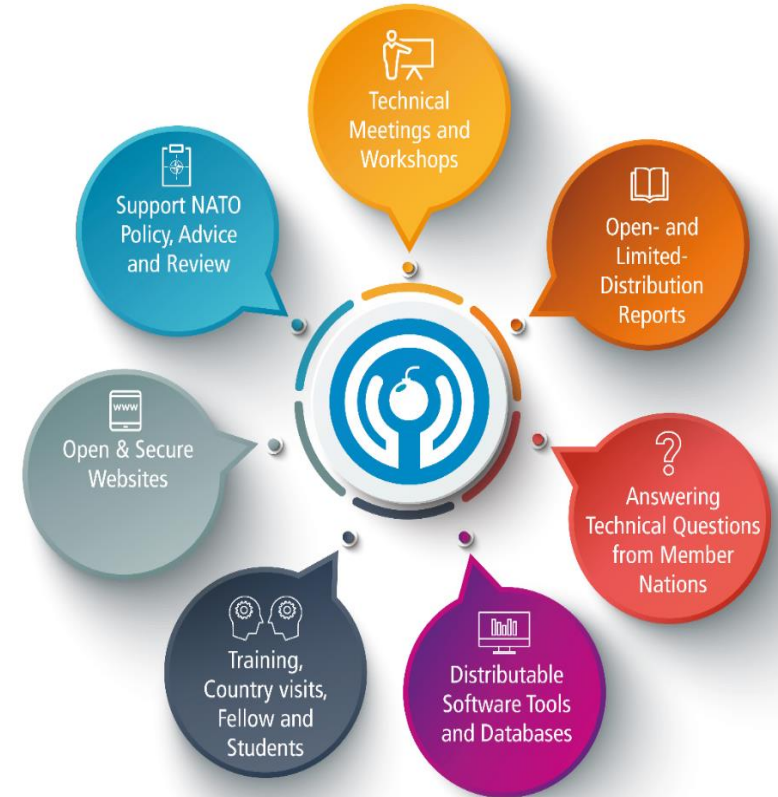 Technical
Meetings and
Workshops
Open- and
Limited-
Distribution
Reports
Answering
Technical Questions
from Member
Nations
Distributable
Software Tools
and Databases
Training,
Country visits,
Fellow and
Students
www
Open & Secure
Websites
Support NATO
Policy, Advice
and Review